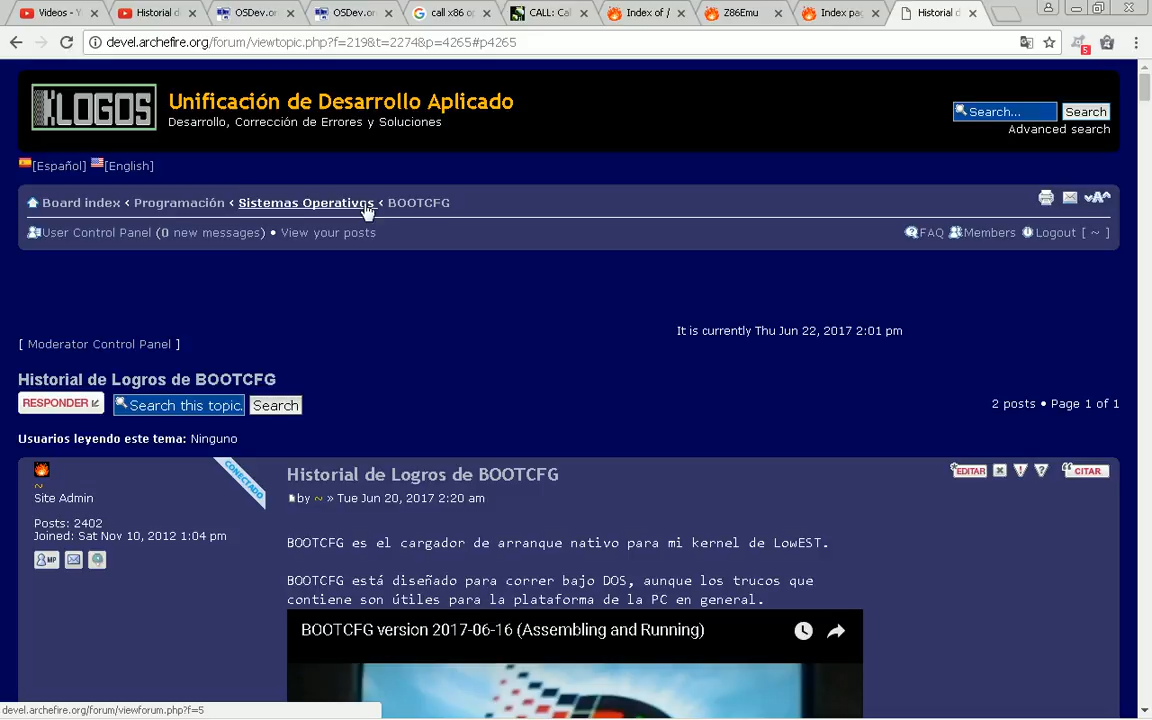 Videos - Y
Historial d
OSDev.or
OSDev.or
call x86 o
CALL: Cal
Index of /
Z86Emu
Index pa
Historial d
5
devel.archefire.org/forum/viewtopic.php?f=219&t=2274&p=4265#p4265
LOGOS
Unificación de Desarrollo Aplicado
Desarrollo, Corrección de Errores y Soluciones
Search...
Search
Advanced search
[Español] [English]
Board index ‹ Programación ‹ Sistemas Operativos ‹ BOOTCFG
AA
User Control Panel (0 new messages) • View your posts
FAQ Members Logout [ ~ ]
It is currently Thu Jun 22, 2017 2:01 pm
[ Moderator Control Panel ]
Historial de Logros de BOOTCFG
RESPONDER
Search this topic.
Search
2 posts • Page 1 of 1
Usuarios leyendo este tema: Ninguno
~
Site Admin
Posts: 2402
Joined: Sat Nov 10, 2012 1:04 pm
MP
CONECTADO
Historial de Logros de BOOTCFG
EDITAR
CITAR
by ~ » Tue Jun 20, 2017 2:20 am
BOOTCFG es el cargador de arranque nativo para mi kernel de LowEST.
BOOTCFG está diseñado para correr bajo DOS, aunque los trucos que
contiene son útiles para la plataforma de la PC en general.
BOOTCFG version 2017-06-16 (Assembling and Running)
devel.archefire.org/forum/viewforum.php?f=5